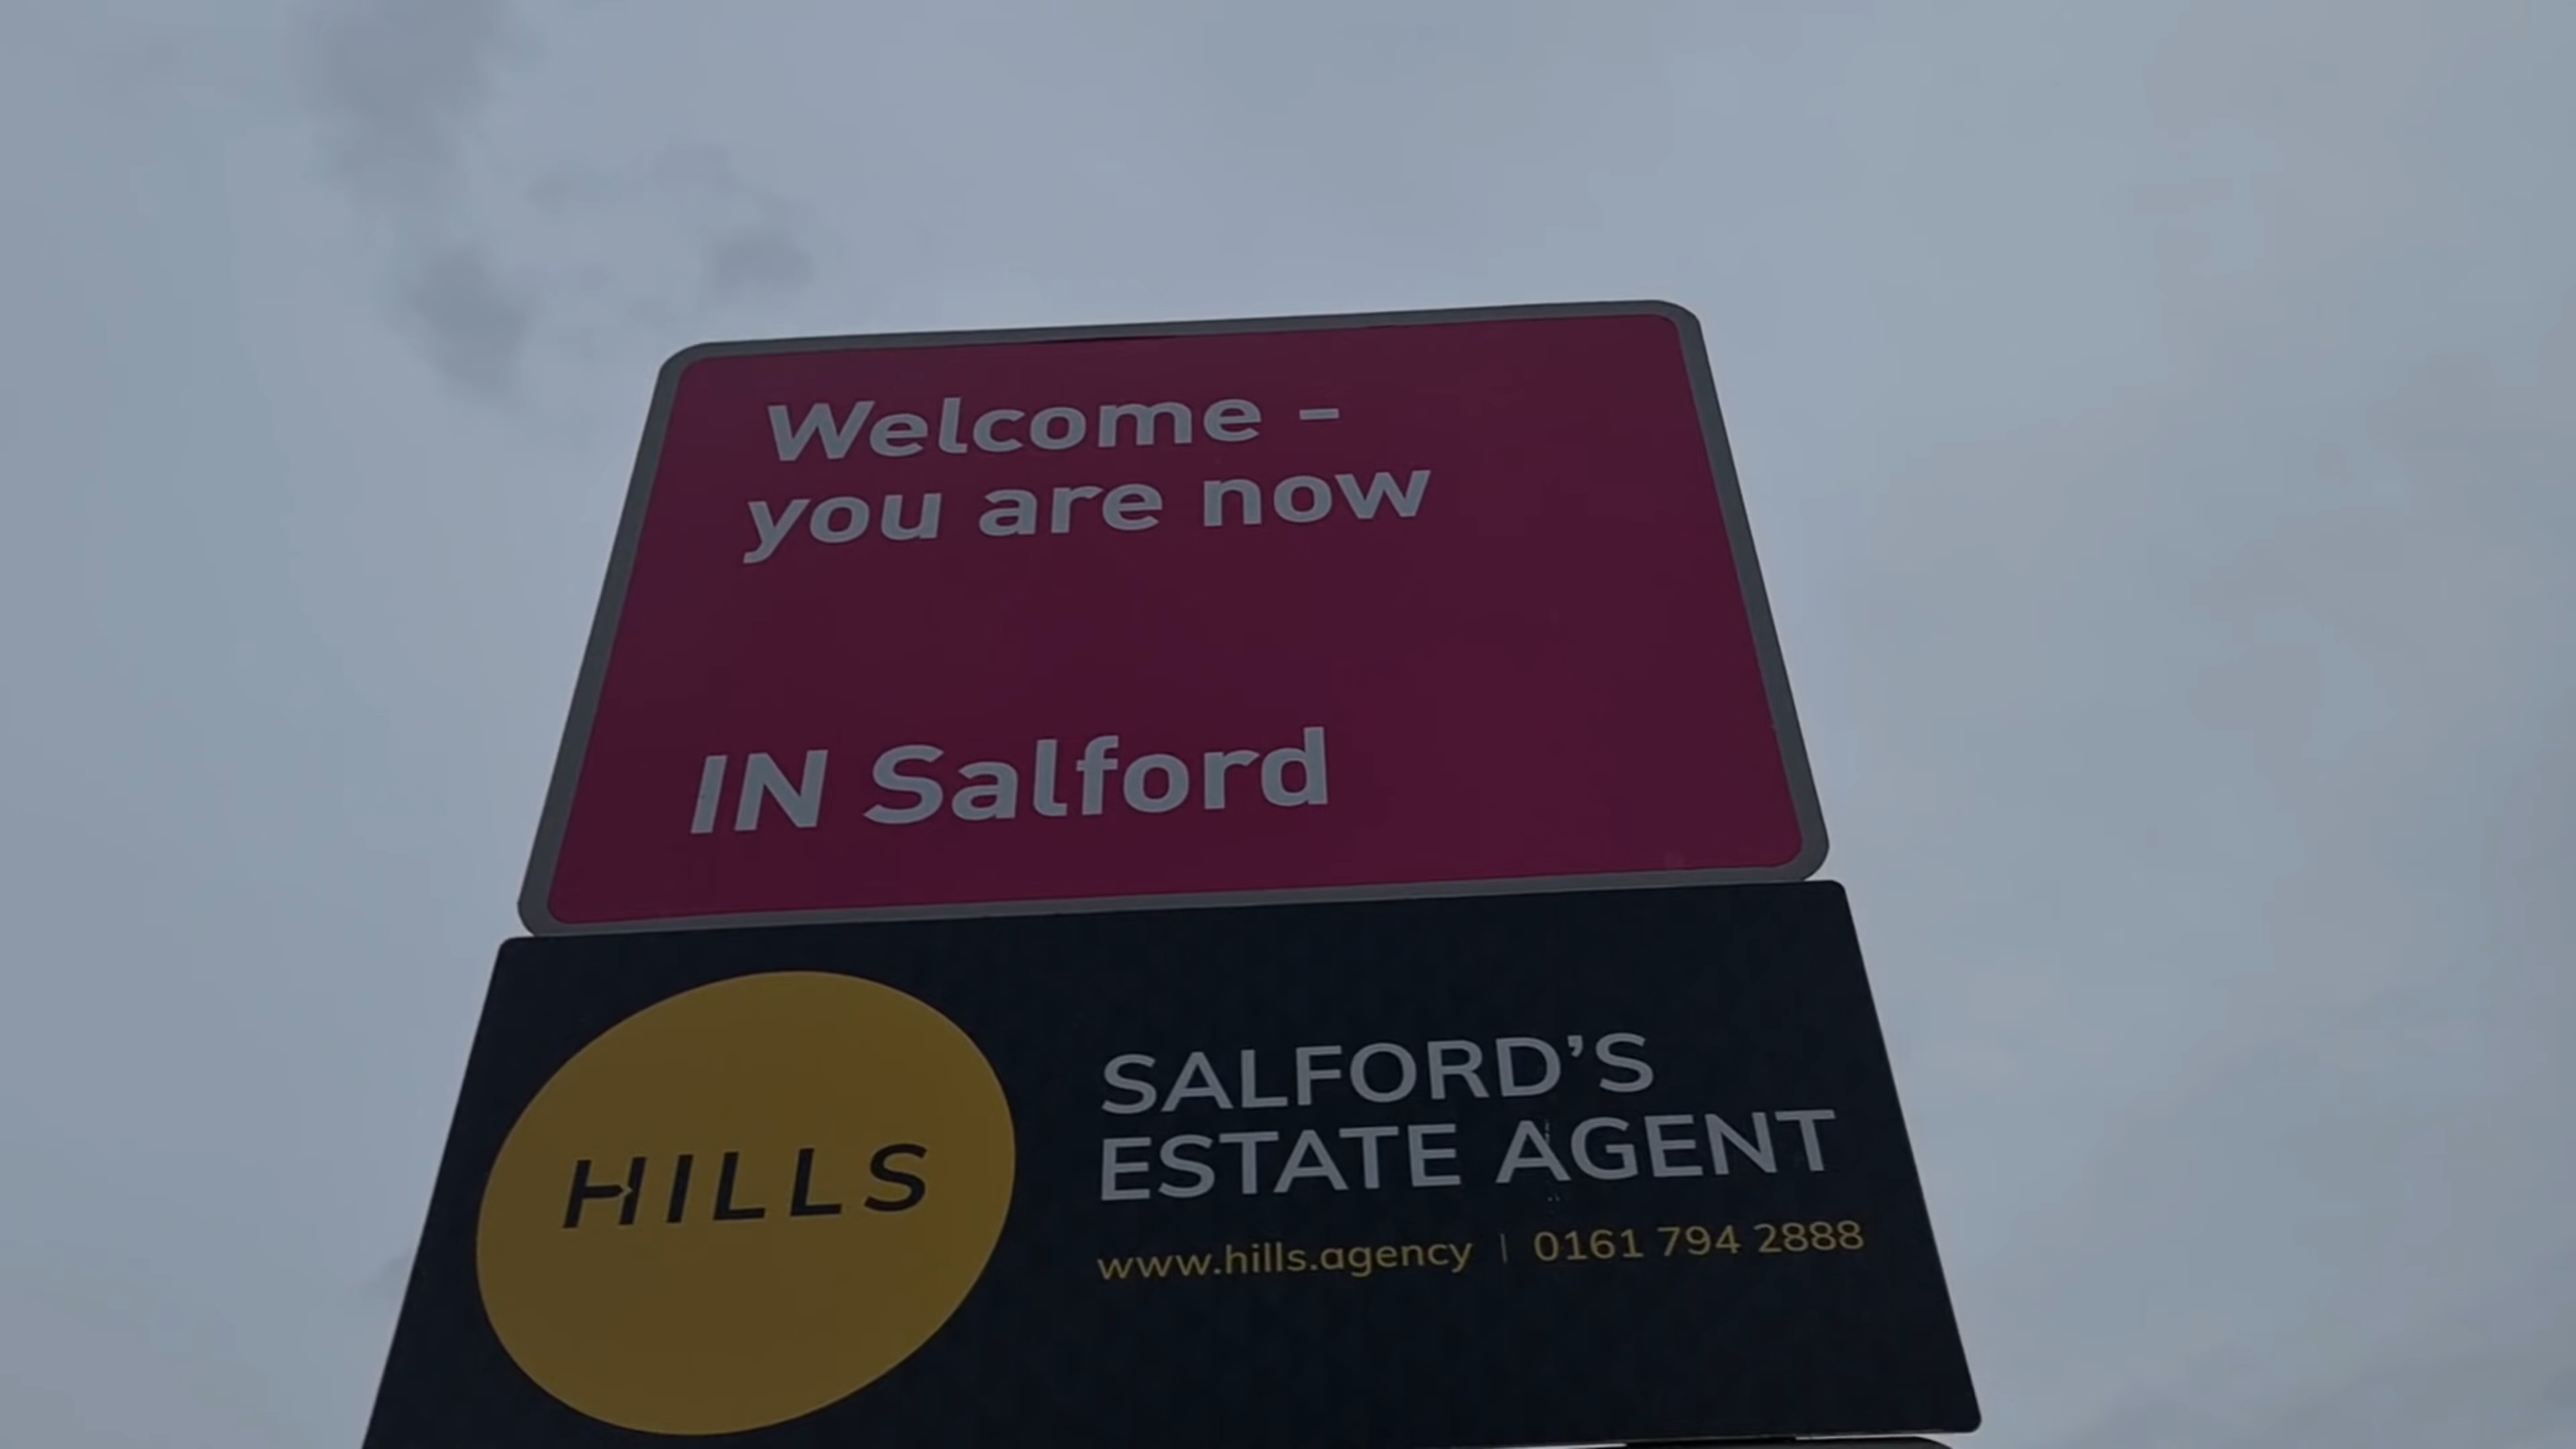 Welcome -
you are now
IN Salford
HILLS
SALFORD'S
ESTATE AGENT
www.hills.agency | 0161 794 2888